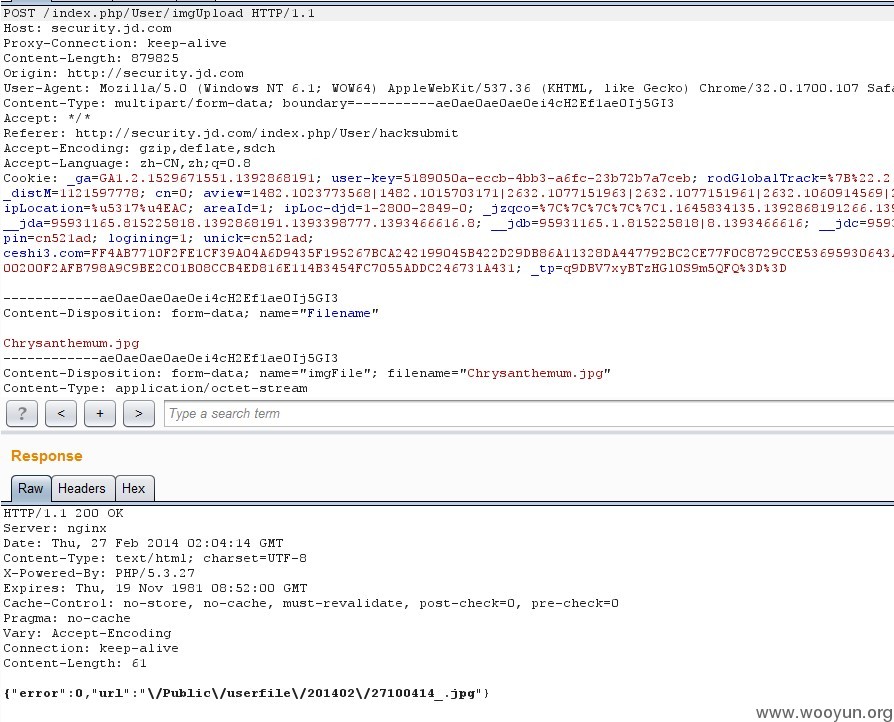 POST /index.php/User/imgUpload HTTP/1.1
Host: security.jd.com
Proxy-Connection: keep-alive
Content-Length: 879825
Origin: http://security.jd.com
User-Agent: Mozilla/5.0 (Windows NT 6.1; WOW64) AppleWebKit/537.36 (KHTML, like Gecko) Chrome/32.0.1700.107 Safa
Content-Type: multipart/form-data; boundary=----------ae0ae0ae0ae0ei4cH2Ef1ae0Ij5GI3
Accept: */*
Referer: http://security.jd.com/index.php/User/hacksubmit
Accept-Encoding: gzip,deflate,sdch
Accept-Language: zh-CN,zh;q=0.8
Cookie: _ga=GA1.2.1529671551.1392868191; user-key=5189050a-eccb-4bb3-a6fc-23b72b7a7ceb; rodGlobalTrack=%7B%22.2
_distM=1121597778; cn=0; aview=1482.1023773568|1482.1015703171|2632.1077151963|2632.1077151961|2632.1060914569|2
ipLocation=%u5317%u4EAC; areaId=1; ipLoc-djd=1-2800-2849-0; _jzqco=%7C%7C%7C%7C%7C1.1645834135.1392868191266.139
__jda=95931165.815225818.1392868191.1393398777.1393466616.8; __jdb=95931165.1.815225818|8.1393466616; __jdc=9593
pin=cn521ad; logining=1; unick=cn521ad;
ceshi3.com=FF4AB7710F2FE1CF39A04A6D9435F195267BCA242199045B422D29DB86A11328DA447792BC2CE77F0C8729CCE53695930643A
00200F2AFB798A9C9BE2C01B08CCB4ED816E114B3454FC7055ADDC246731A431; _tp=q9DBV7xyBTzHGl0S9m5QFQ%3D%3D
------------ae0ae0ae0ae0ei4cH2Ef1ae0Ij5GI3
Content-Disposition: form-data; name="Filename"
Chrysanthemum.jpg
------------ae0ae0ae0ae0ei4cH2Ef1ae0Ij5GI3
Content-Disposition: form-data; name="imgFile"; filename="Chrysanthemum.jpg"
Content-Type: application/octet-stream
? < + > Type a search term
Response
Raw Headers Hex
HTTP/1.1 200 OK
Server: nginx
Date: Thu, 27 Feb 2014 02:04:14 GMT
Content-Type: text/html; charset=UTF-8
X-Powered-By: PHP/5.3.27
Expires: Thu, 19 Nov 1981 08:52:00 GMT
Cache-Control: no-store, no-cache, must-revalidate, post-check=0, pre-check=0
Pragma: no-cache
Vary: Accept-Encoding
Connection: keep-alive
Content-Length: 61
{"error":0,"url":"\/Public\/userfile\/201402\/27100414_.jpg"}
www.wooyun.org